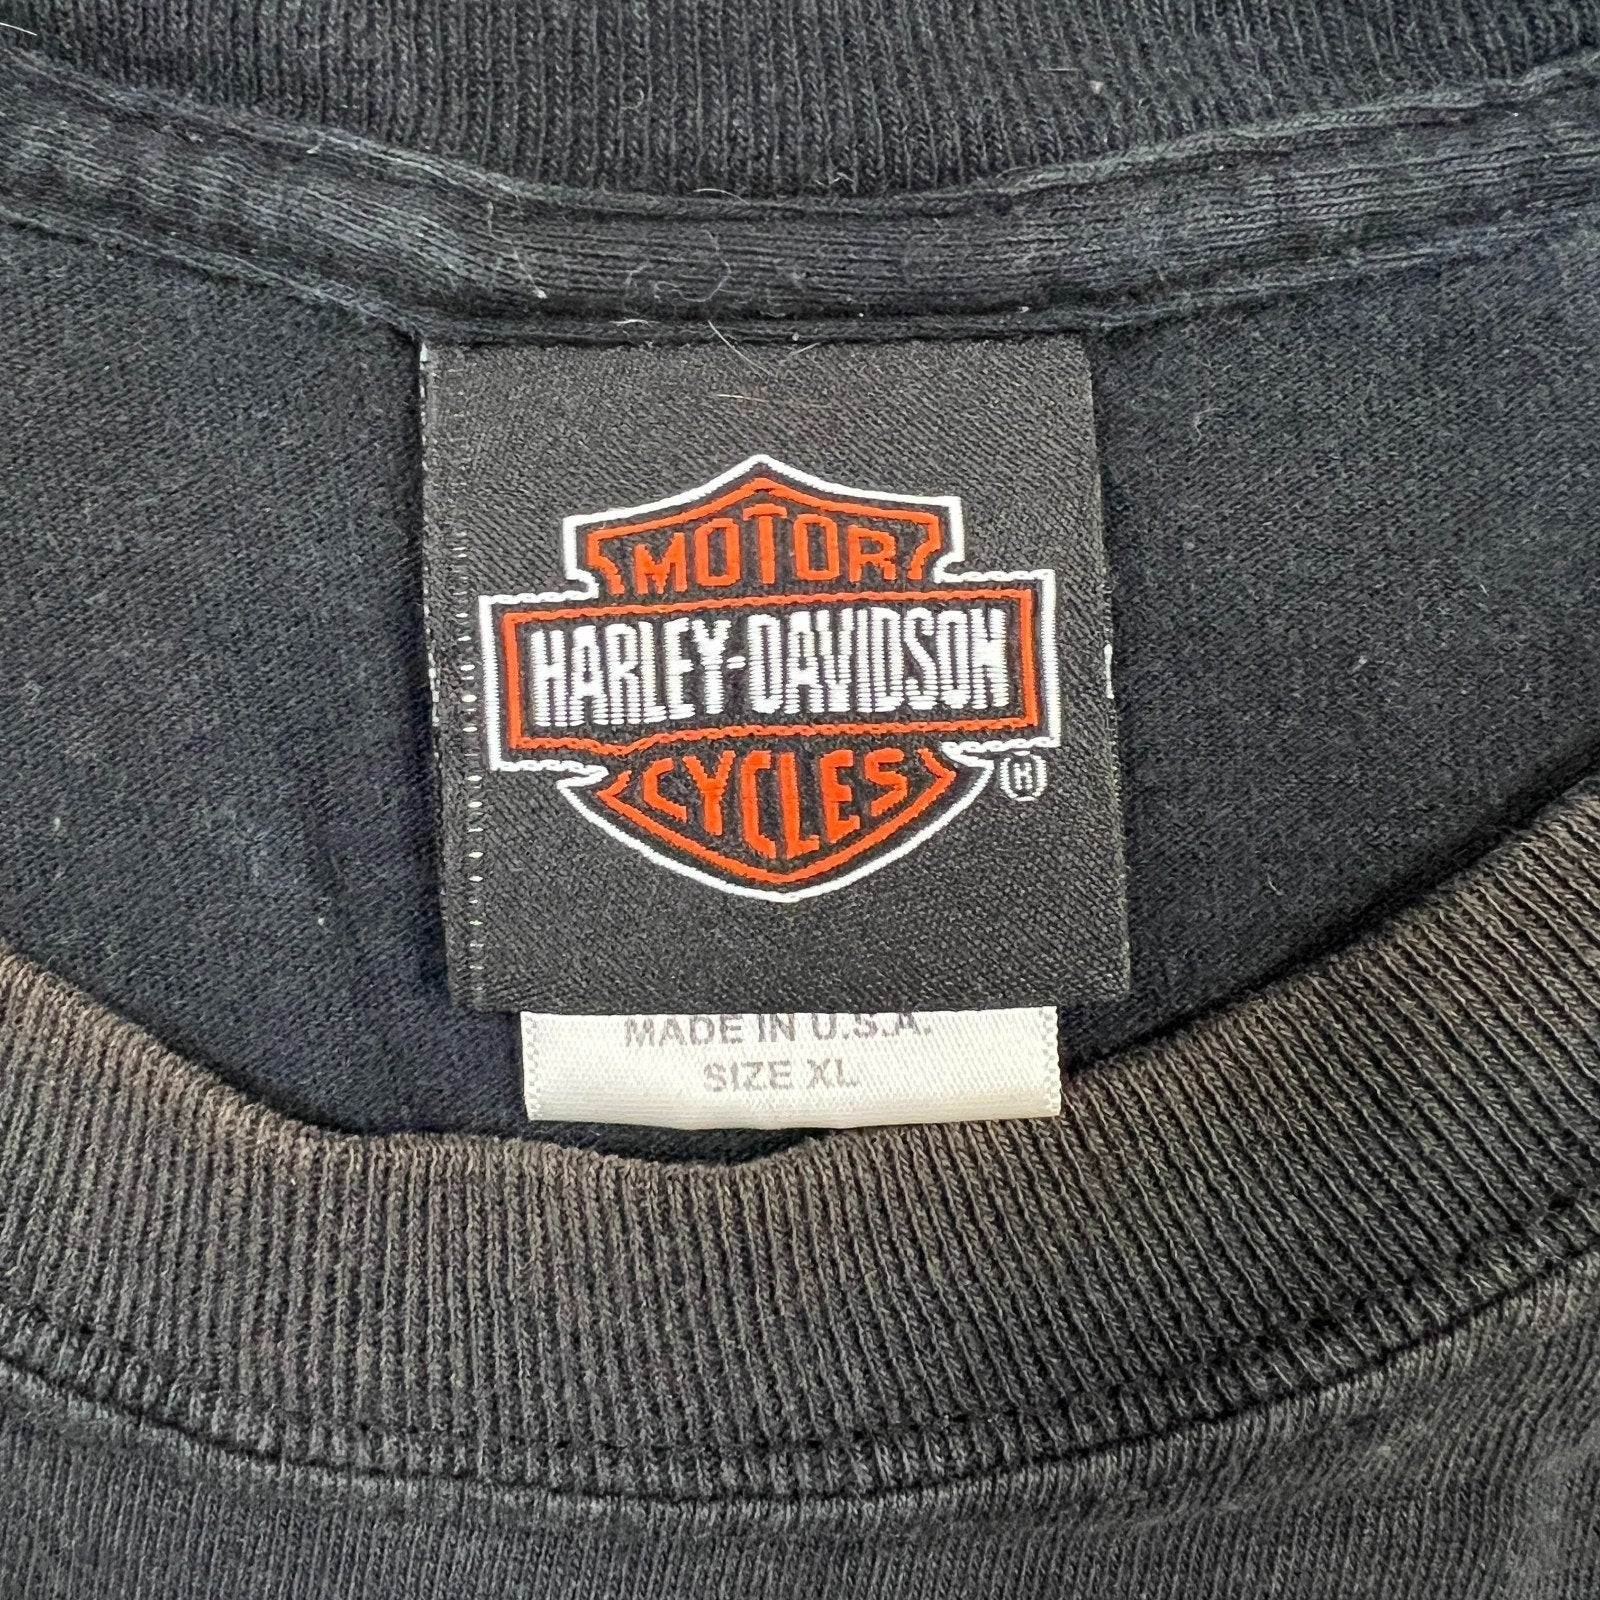 MOTOR
HARLEY-DAVIDSON
CYCLES
MADE IN U.S.A.
SIZE XL